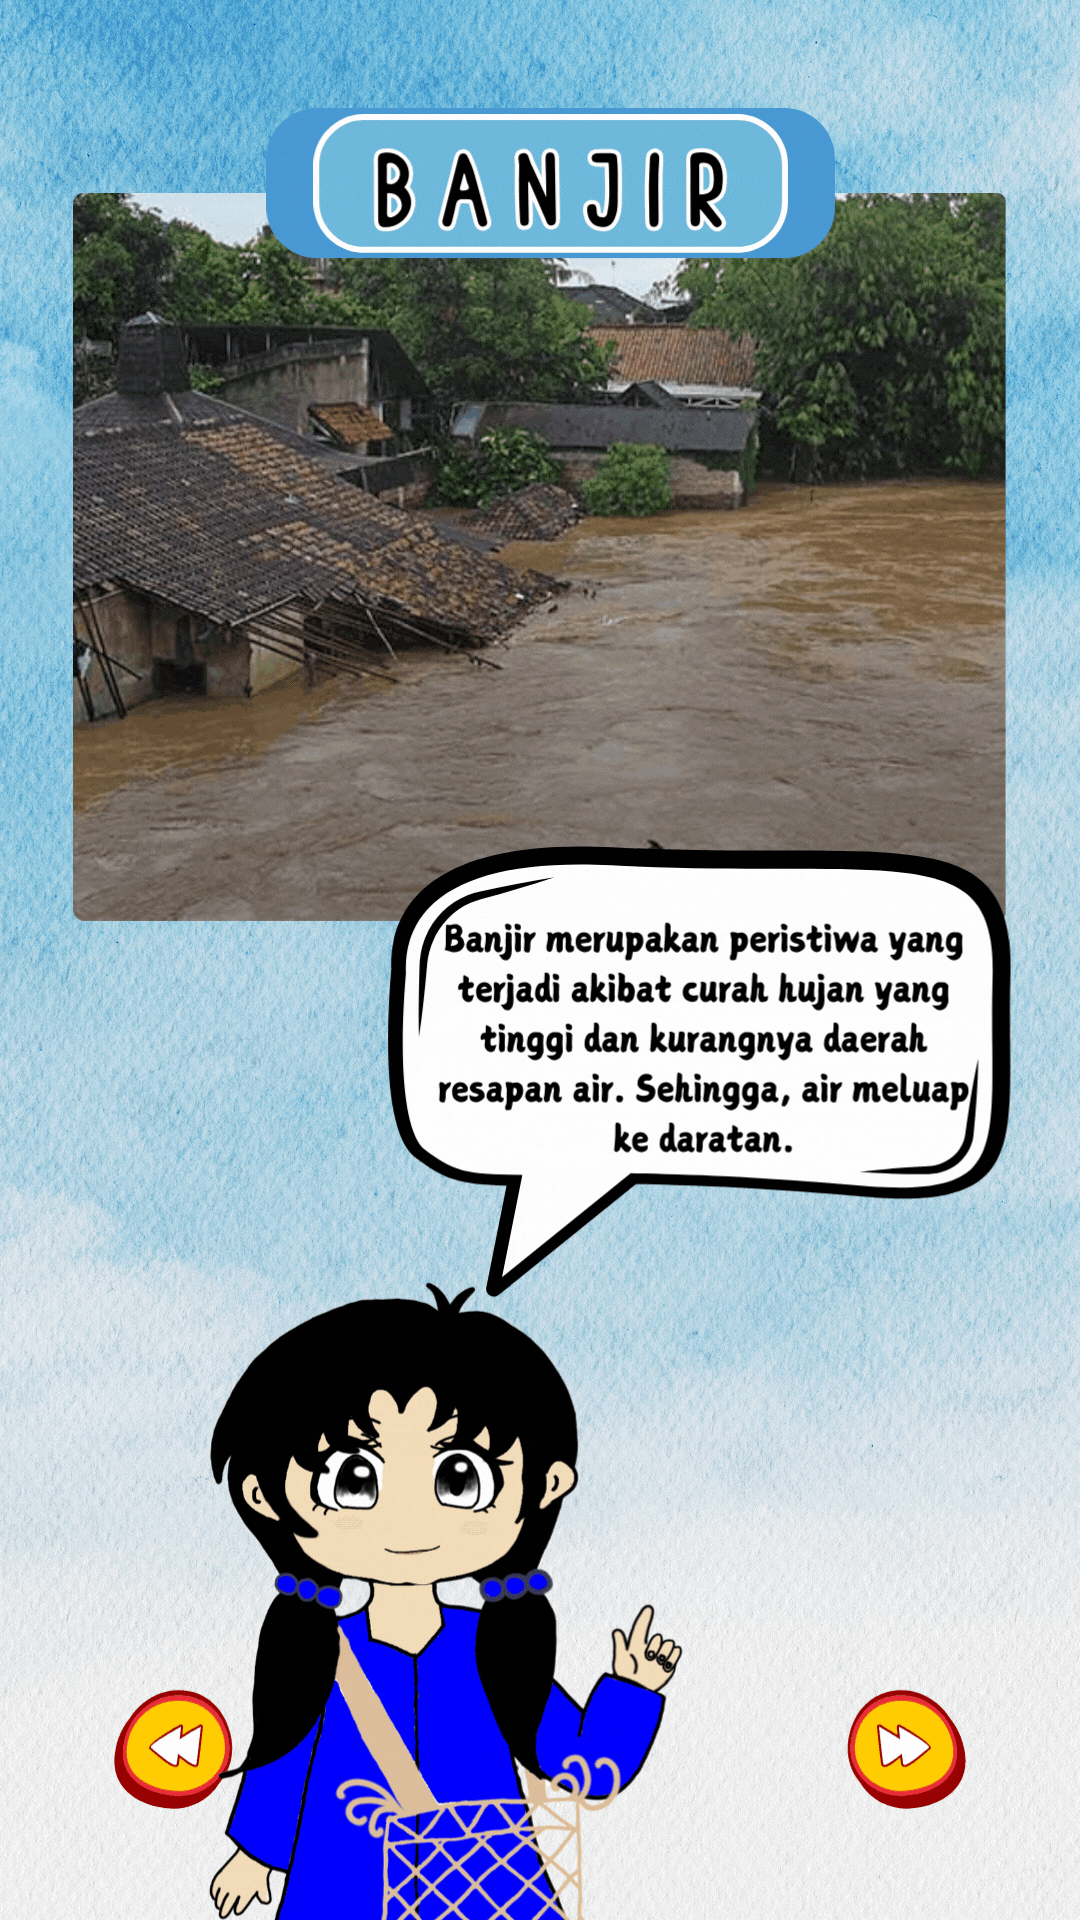 BANJIR
Banjir merupakan peristiwa yang
terjadi akibat curah hujan yang
tinggi dan kurangnya daerah
resapan air. Sehingga, air meluap
ke daratan.